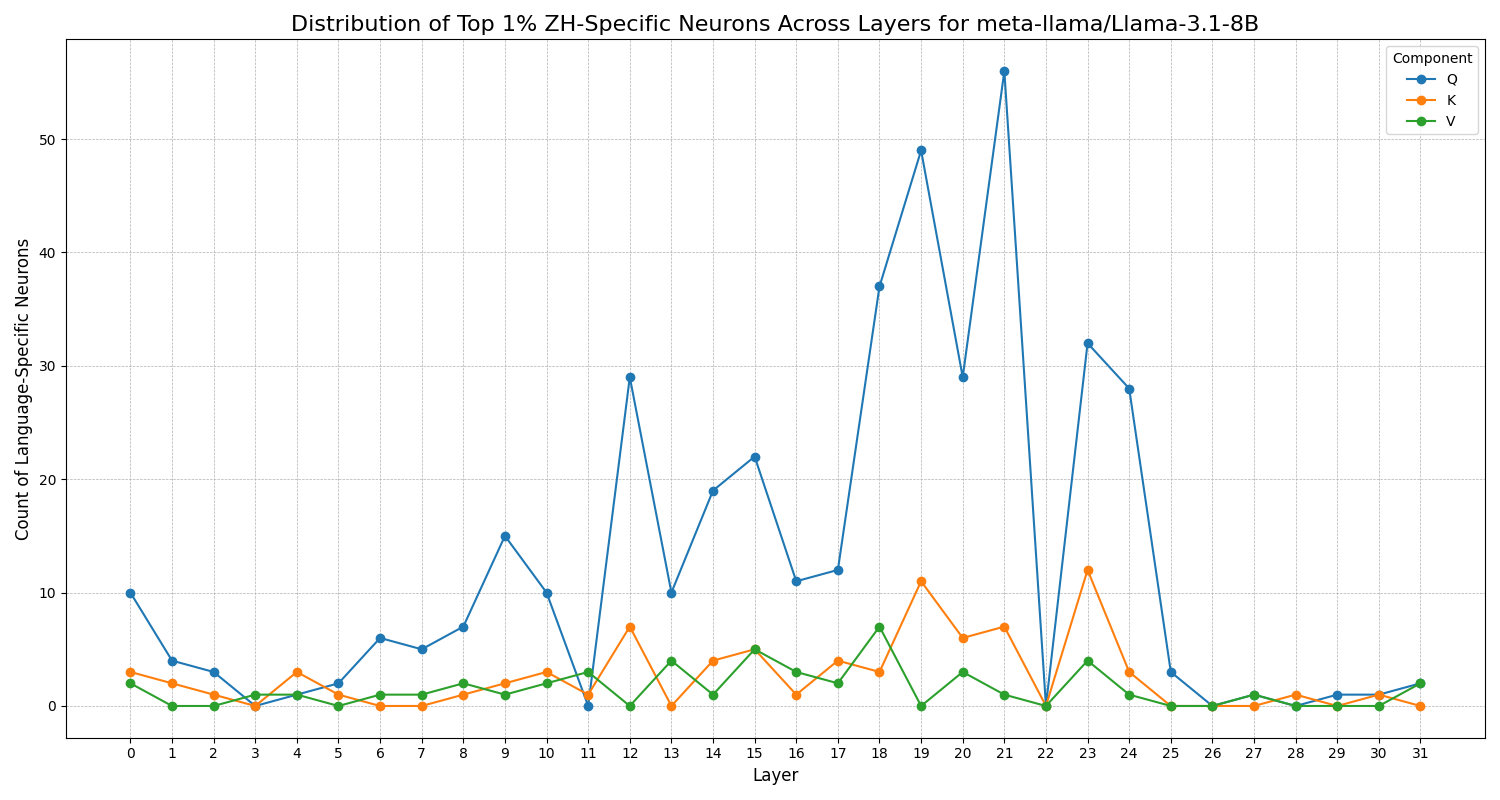 Distribution of Top 1% ZH-Specific Neurons Across Layers for meta-llama/Llama-3.1-8B
Component
Q
K
V
Count of Language-Specific Neurons
50
40
30
20
10
0
0 1 2 3 4 5 6 7 8 9 10 11 12 13 14 15 16 17 18 19 20 21 22 23 24 25 26 27 28 29 30 31
Layer